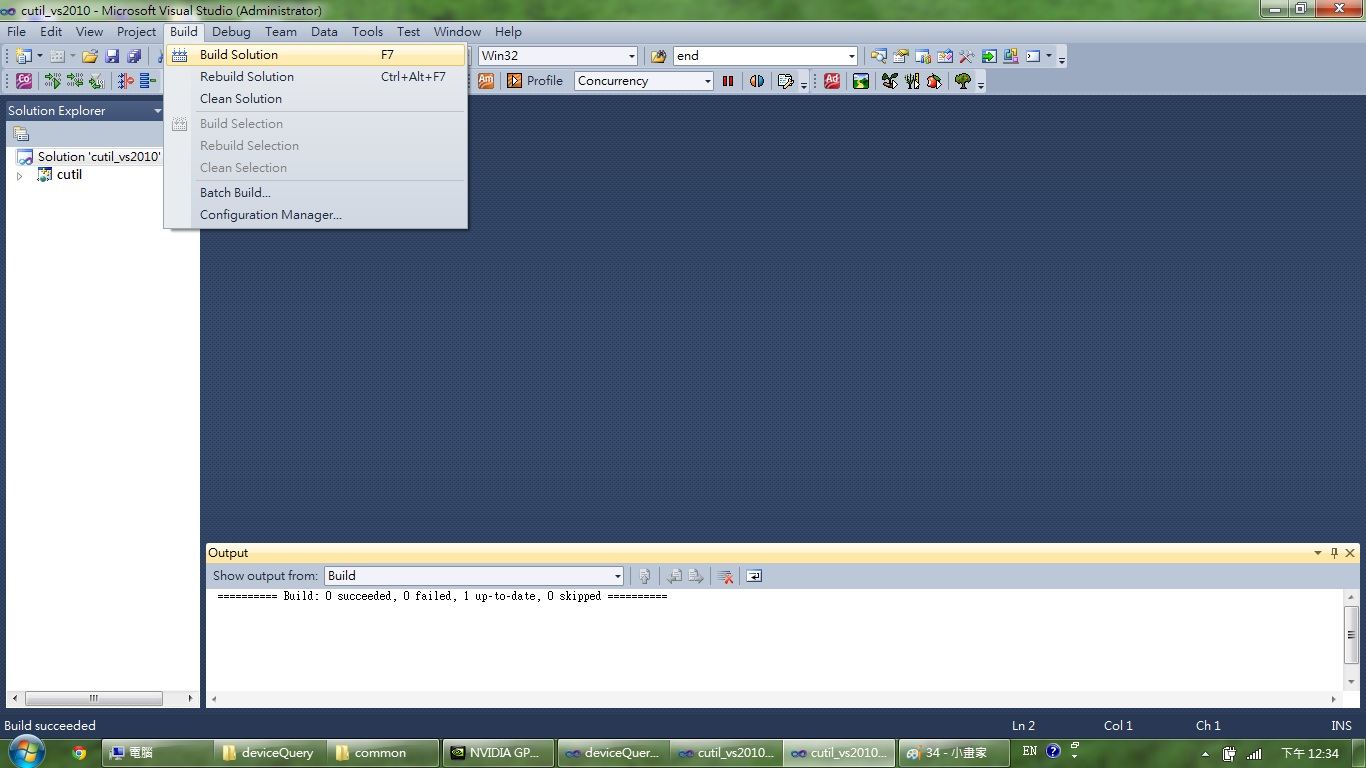 cutil_vs2010 - Microsoft Visual Studio (Administrator)
File Edit View Project Build Debug Team Data Tools Test Window Help
Build Solution F7
Win32
end
Rebuild Solution Ctrl+Alt+F7
Profile
Concurrency
Clean Solution
Build Selection
Rebuild Selection
Clean Selection
Batch Build...
Configuration Manager...
Solution Explorer
Solution 'cutil_vs2010'
cutil
Output
Show output from: Build
========== Build: 0 succeeded, 0 failed, 1 up-to-date, 0 skipped ==========
Build succeeded
Ln 2 Col 1 Ch 1 INS
電腦
deviceQuery
common
NVIDIA GP...
deviceQuer...
cutil_vs2010...
cutil_vs2010...
34 - 小畫家
EN
下午 12:34